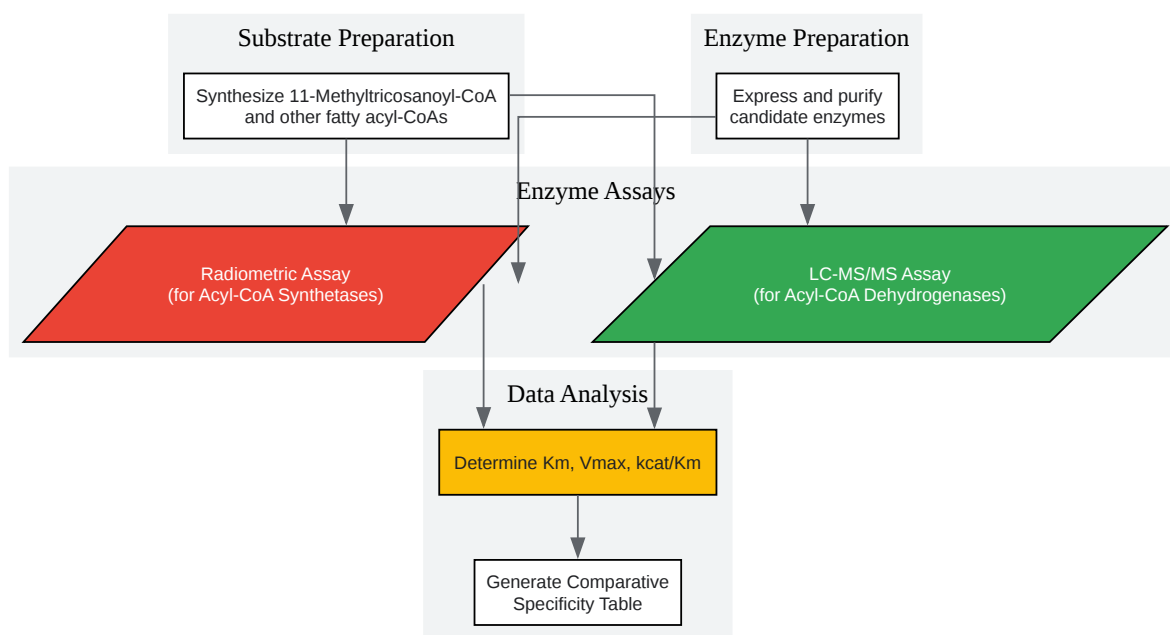 Substrate Preparation
Enzyme Preparation
Synthesize 11-Methyltricosanoyl-CoA
and other fatty acyl-CoAs
Express and purify
candidate enzymes
Enzyme Assays
Radiometric Assay
(for Acyl-CoA Synthetases)
LC-MS/MS Assay
(for Acyl-CoA Dehydrogenases)
Data Analysis
Determine Km, Vmax, kcat/Km
Generate Comparative
Specificity Table